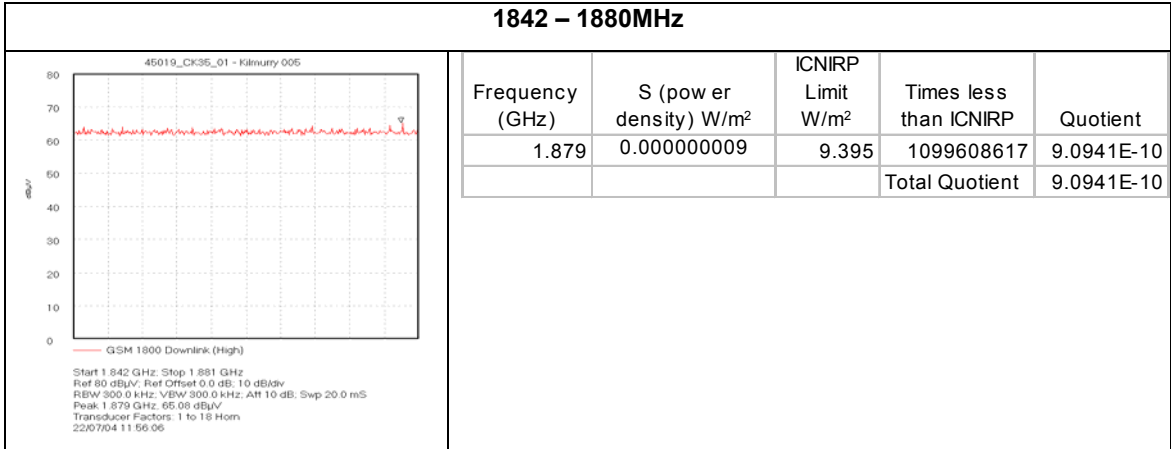 1842 – 1880MHz
45019_CK35_01 - Kilmurry 005
80
70
60
50
40
30
20
10
0
dBµV
GSM 1800 Downlink (High)
Start 1.842 GHz; Stop 1.881 GHz
Ref 80 dBµV; Ref Offset 0.0 dB; 10 dB/div
RBW 300.0 kHz; VBW 300.0 kHz; Att 10 dB; Swp 20.0 mS
Peak 1.879 GHz, 65.08 dBµV
Transducer Factors: 1 to 18 Horn
22/07/04 11:56:06
Frequency (GHz) S (pow er density) W/m² ICNIRP Limit W/m² Times less than ICNIRP Quotient
1.879 0.000000009 9.395 1099608617 9.0941E-10
Total Quotient 9.0941E-10